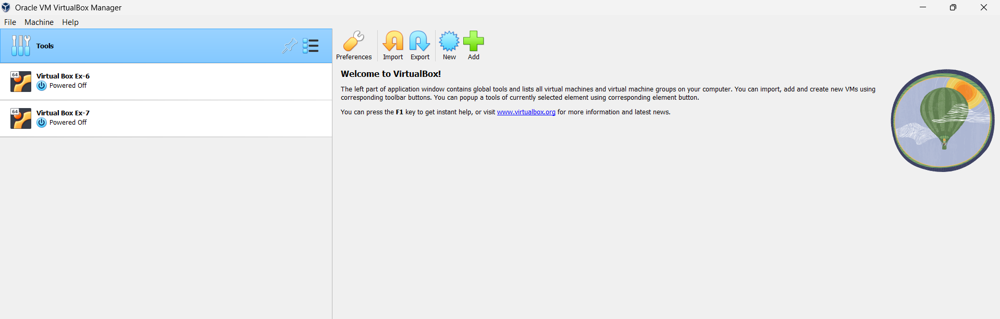 Oracle VM VirtualBox Manager
File Machine Help
Tools
64
Virtual Box Ex-6
Powered Off
64
Virtual Box Ex-7
Powered Off
Preferences Import Export New Add
Welcome to VirtualBox!
The left part of application window contains global tools and lists all virtual machines and virtual machine groups on your computer. You can import, add and create new VMs using
corresponding toolbar buttons. You can popup a tools of currently selected element using corresponding element button.
You can press the F1 key to get instant help, or visit www.virtualbox.org for more information and latest news.